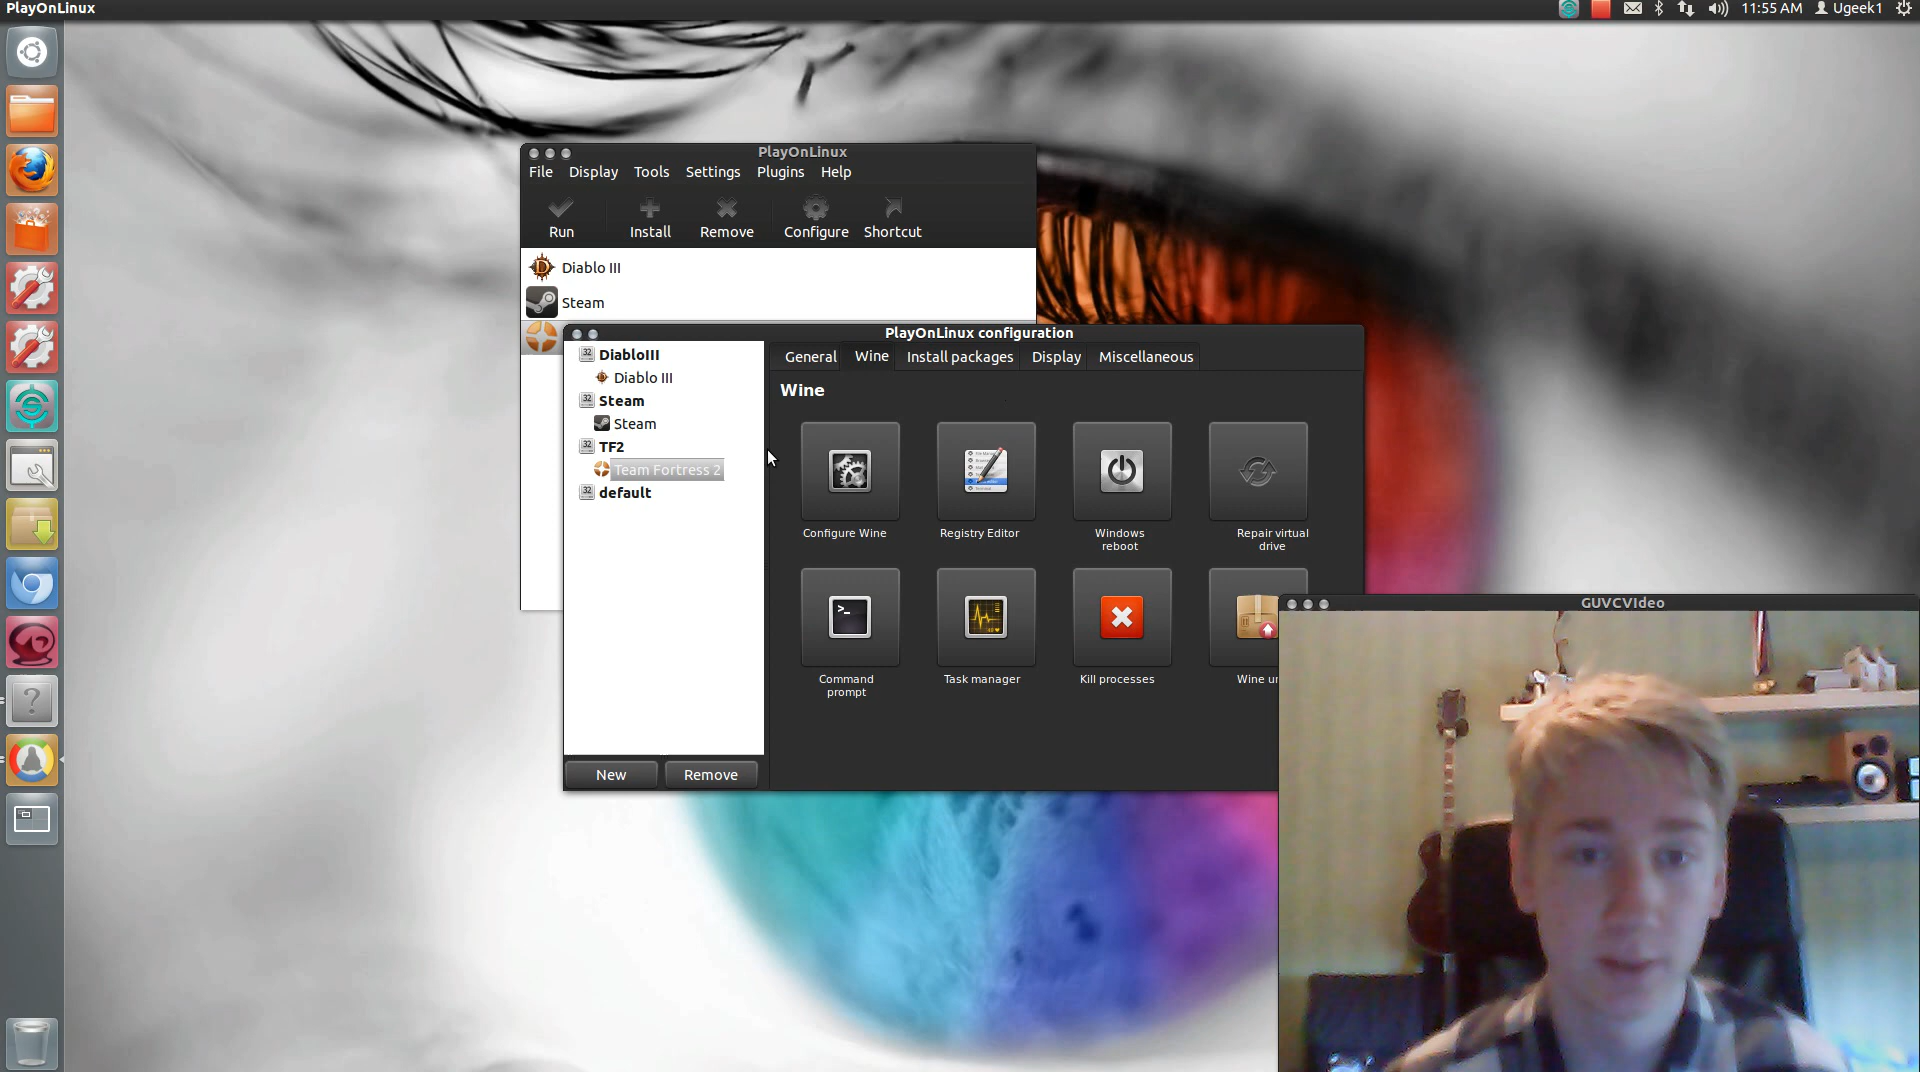 PlayOnLinux
11:55 AM
Ugeek1
PlayOnLinux
File Display Tools Settings Plugins Help
Run Install Remove Configure Shortcut
Diablo III
Steam
PlayOnLinux configuration
DiabloIII
Diablo III
Steam
Steam
TF2
Team Fortress 2
default
New Remove
General Wine Install packages Display Miscellaneous
Wine
Configure Wine
Registry Editor
Windows
reboot
Repair virtual
drive
Command
prompt
Task manager
Kill processes
Wine
GUVCVIdeo